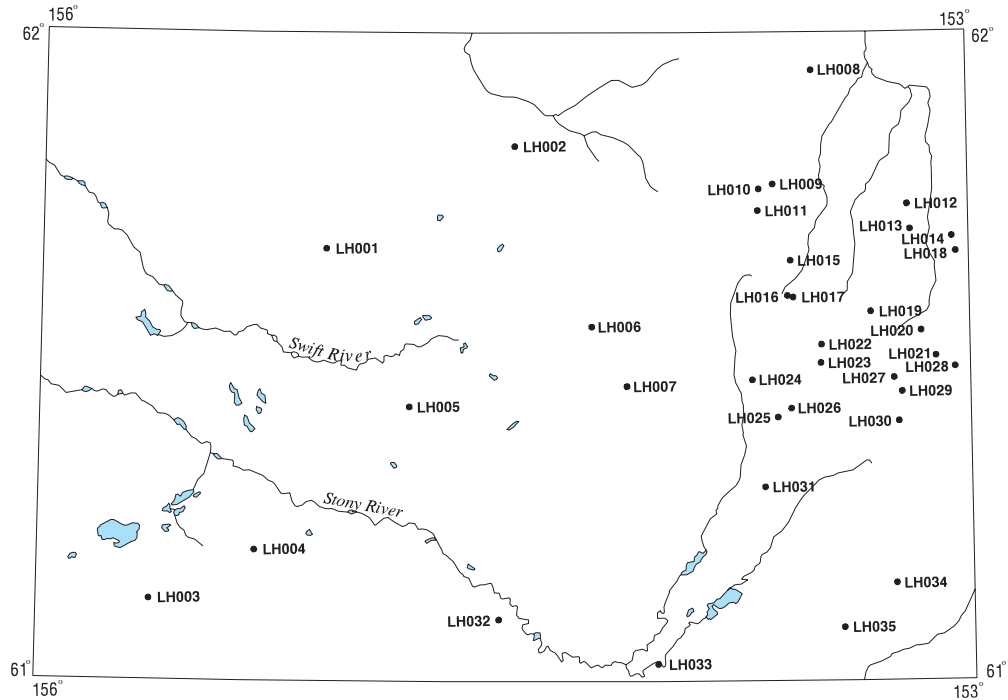 156°
153°
62°
62°
LH008
LH002
LH009
LH010
LH011
LH012
LH013
LH014
LH018
LH001
LH015
LH016
LH017
LH019
LH006
LH020
Swift River
LH022
LH021
LH023
LH028
LH027
LH024
LH007
LH029
LH005
LH026
LH025
LH030
LH031
Stony River
LH004
LH034
LH003
LH032
LH035
LH033
61°
61°
156°
153°